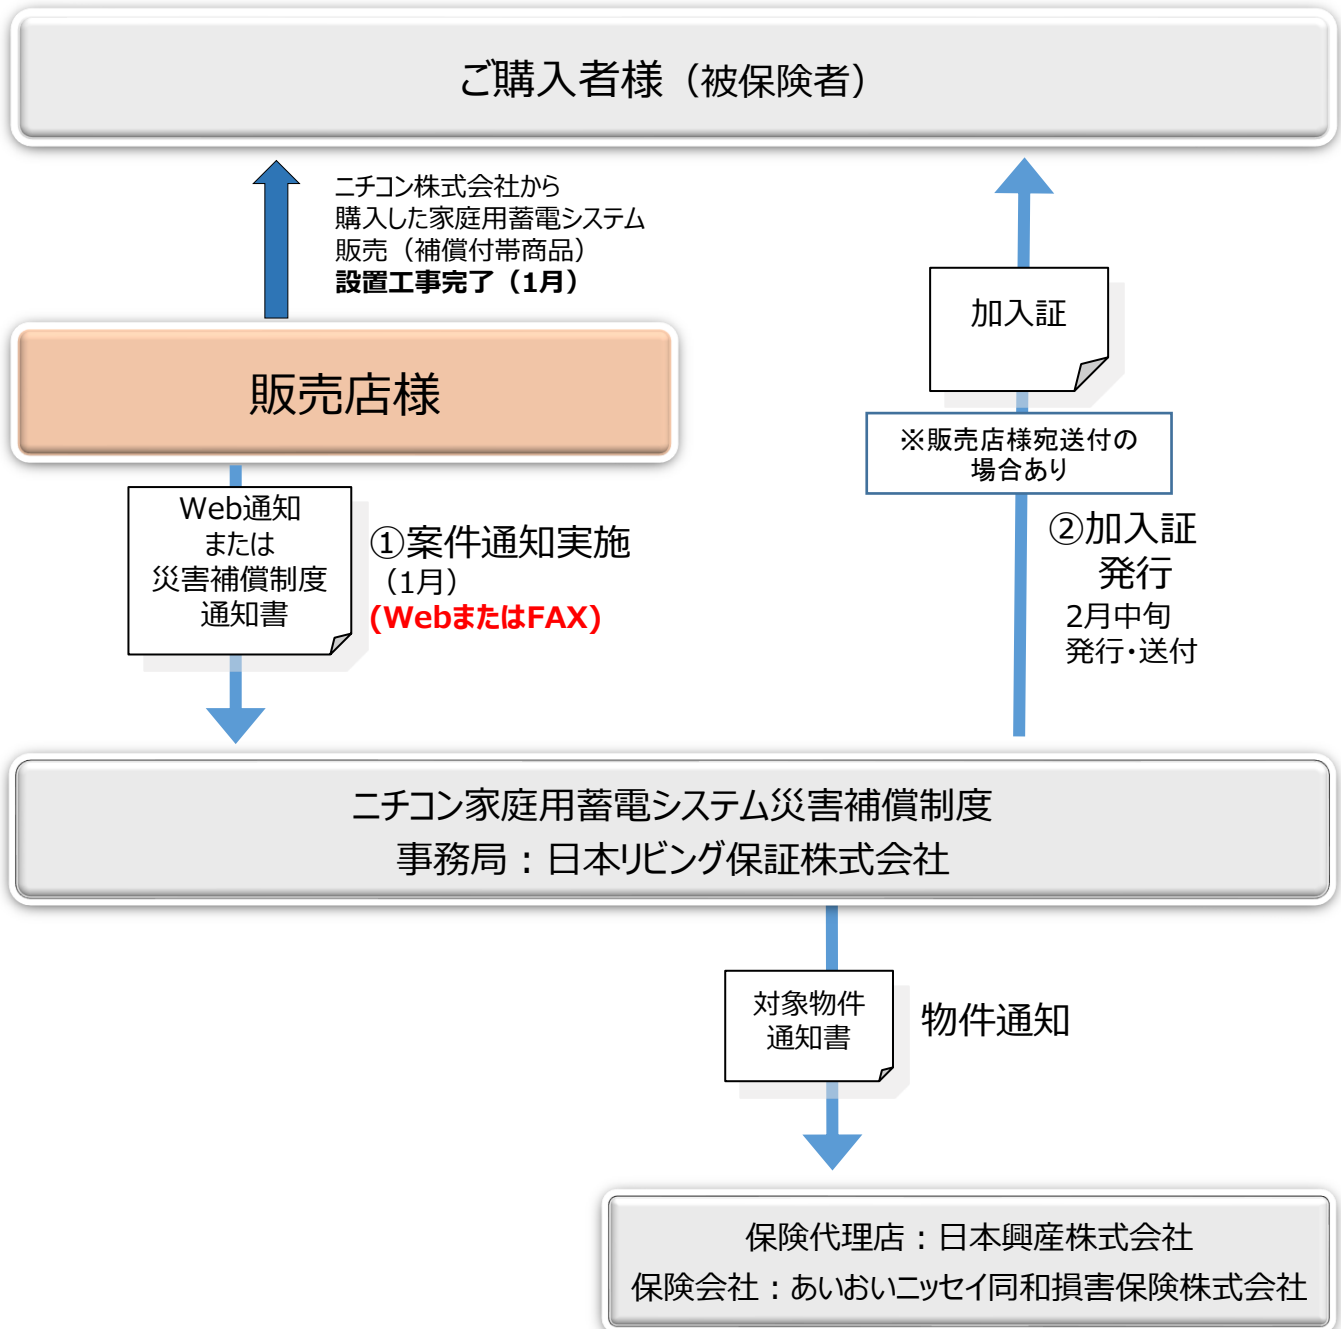 ご購入者様（被保険者）
ニチコン株式会社から
購入した家庭用蓄電システム
販売（補償付帯商品）
設置工事完了（1月）
加入証
販売店様
※販売店様宛送付の
場合あり
Web通知
または
災害補償制度
通知書
①案件通知実施
（1月）
(WebまたはFAX)
②加入証
発行
2月中旬
発行・送付
ニチコン家庭用蓄電システム災害補償制度
事務局：日本リビング保証株式会社
対象物件
通知書
物件通知
保険代理店：日本興産株式会社
保険会社：あいおいニッセイ同和損害保険株式会社